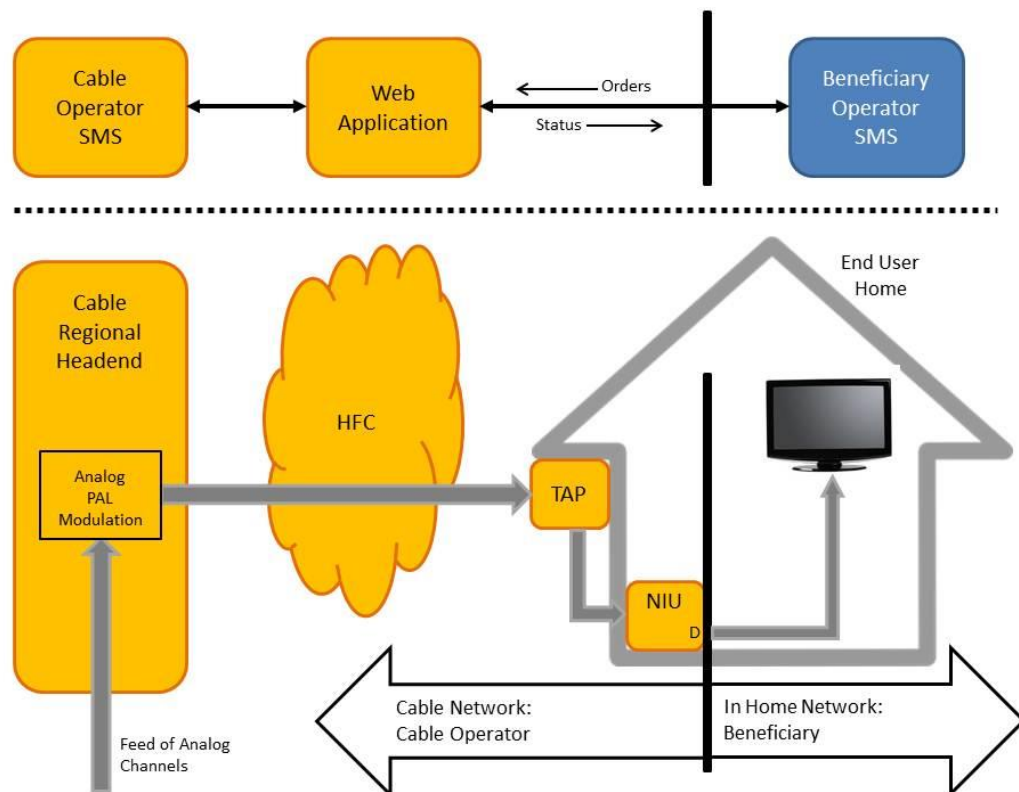 Cable
Operator
SMS
Web
Application
Orders
Status
Beneficiary
Operator
SMS
Cable
Regional
Headend
End User
Home
HFC
Analog
PAL
Modulation
TAP
NIU
D
Cable Network:
Cable Operator
In Home Network:
Beneficiary
Feed of Analog
Channels